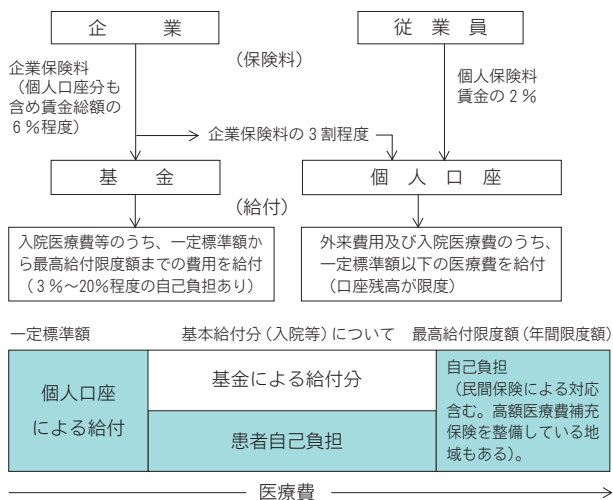 企業
従業員
(保険料)
企業保険料
(個人口座分も
含め賃金総額の
6%程度)
個人保険料
賃金の2%
企業保険料の3割程度
基金
個人口座
(給付)
入院医療費等のうち、一定標準額か
ら最高給付限度額までの費用を給付
(3%~20%程度の自己負担あり)
外来費用及び入院医療費のうち、
一定標準額以下の医療費を給付
(口座残高が限度)
一定標準額
基本給付分(入院等)について
最高給付限度額(年間限度額)
個人口座
による給付
基金による給付分
患者自己負担
自己負担
(民間保険による対応
含む。高額医療費補充
保険を整備している地
域もある)。
医療費